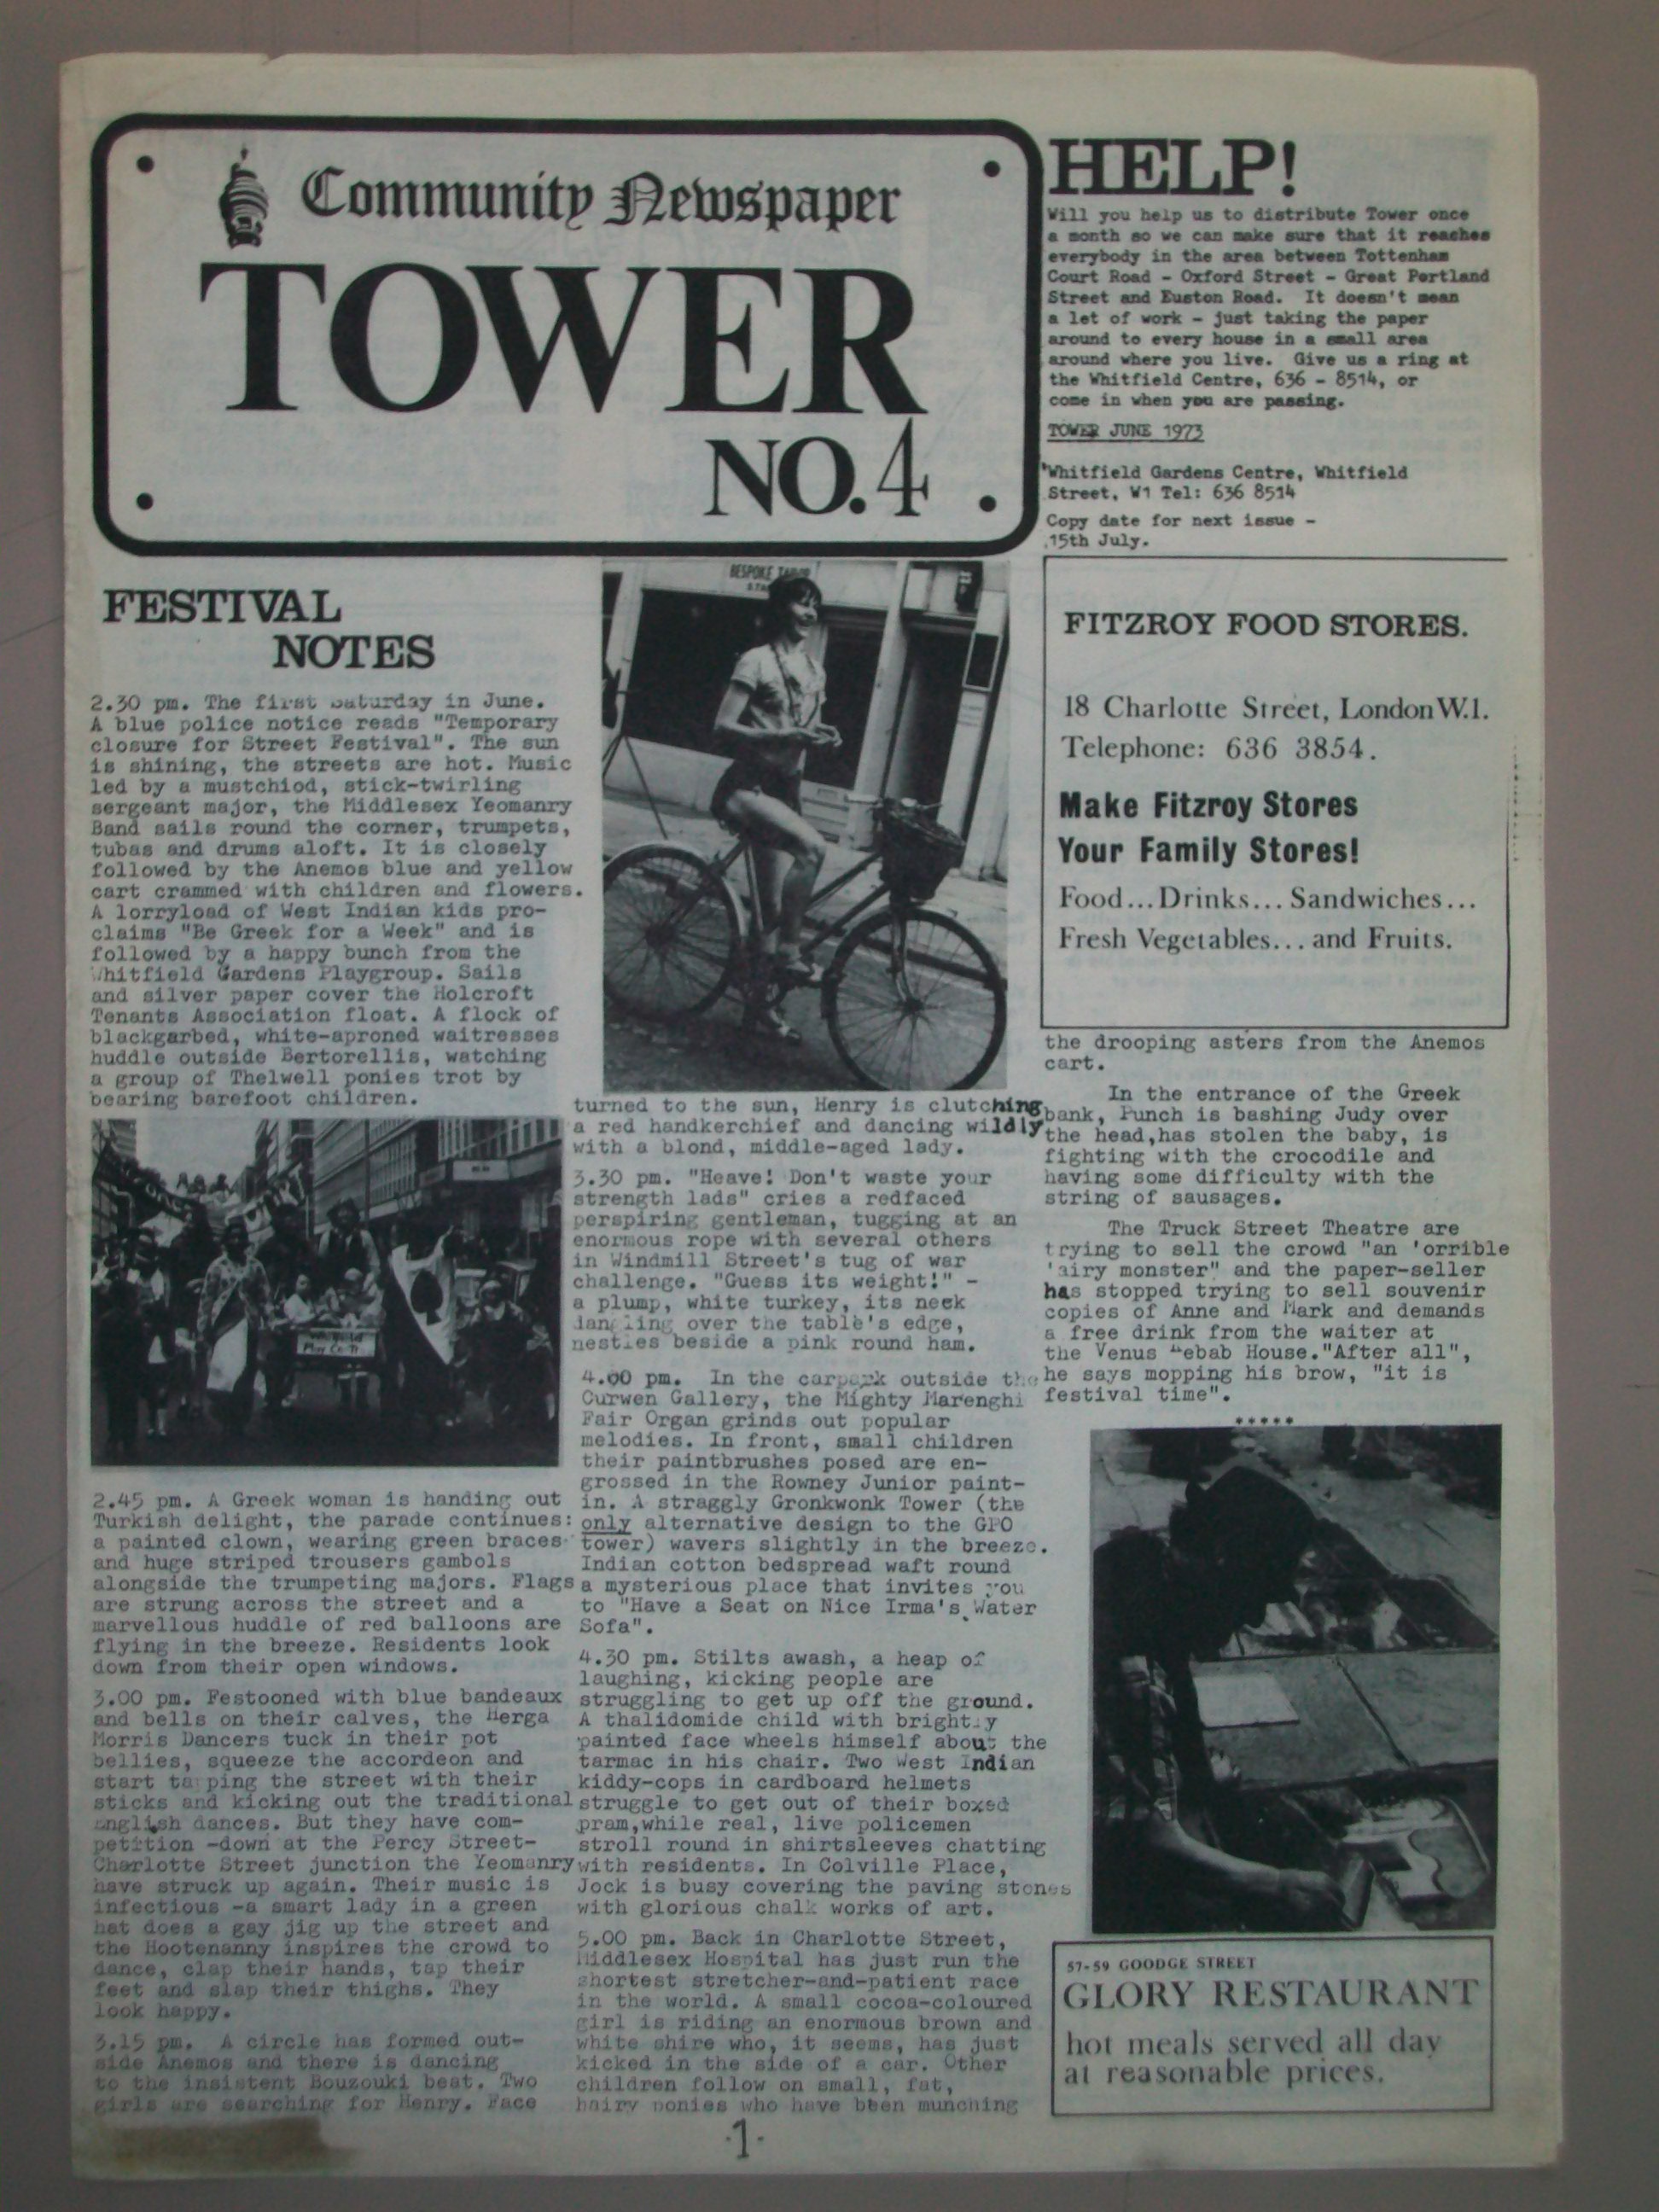 Community Newspaper
TOWER
NO.4
HELP!
Will you help us to distribute Tower once
a month so we can make sure that it reaches
everybody in the area between Tottenham
Court Road - Oxford Street - Great Portland
Street and Euston Road. It doesn't mean
a lot of work - just taking the paper
around to every house in a small area
around where you live. Give us a ring at
the Whitfield Centre, 636 - 8514, or
come in when you are passing.
TOWER JUNE 1973
Whitfield Gardens Centre, Whitfield
Street, W1 Tel: 636 8514
Copy date for next issue -
15th July.
FITZROY FOOD STORES.
18 Charlotte Street, London W.1.
Telephone: 636 3854.
Make Fitzroy Stores
Your Family Stores!
Food...Drinks... Sandwiches...
Fresh Vegetables... and Fruits.
FESTIVAL
NOTES
2.30 pm. The first Saturday in June.
A blue police notice reads "Temporary
closure for Street Festival". The sun
is shining, the streets are hot. Music
led by a mustchiod, stick-twirling
sergeant major, the Middlesex Yeomanry
Band sails round the corner, trumpets,
tubas and drums aloft. It is closely
followed by the Anemos blue and yellow
cart crammed with children and flowers.
A lorryload of West Indian kids pro-
claims "Be Greek for a Week" and is
followed by a happy bunch from the
Whitfield Gardens Playgroup. Sails
and silver paper cover the Holcroft
Tenants Association float. A flock of
blackgarbed, white-aproned waitresses
huddle outside Bertorellis, watching
a group of Thelwell ponies trot by
bearing barefoot children.
2.45 pm. A Greek woman is handing out
Turkish delight, the parade continues:
a painted clown, wearing green braces
and huge striped trousers gambols
alongside the trumpeting majors. Flags
are strung across the street and a
marvellous huddle of red balloons are
flying in the breeze. Residents look
down from their open windows.
3.00 pm. Festooned with blue bandeaux
and bells on their calves, the Herga
Morris Dancers tuck in their pot
bellies, squeeze the accordeon and
start tapping the street with their
sticks and kicking out the traditional
English dances. But they have com-
petition -down at the Percy Street-
Charlotte Street junction the Yeomanry
have struck up again. Their music is
infectious -a smart lady in a green
hat does a gay jig up the street and
the Hootenanny inspires the crowd to
dance, clap their hands, tap their
feet and slap their thighs. They
look happy.
3.15 pm. A circle has formed out-
side Anemos and there is dancing
to the insistent Bouzouki beat. Two
girls are searching for Henry. Face
BESPOKE TAILOR
turned to the sun, Henry is clutching
a red handkerchief and dancing wildly
with a blond, middle-aged lady.
3.30 pm. "Heave! Don't waste your
strength lads" cries a redfaced
perspiring gentleman, tugging at an
enormous rope with several others
in Windmill Street's tug of war
challenge. "Guess its weight!" -
a plump, white turkey, its neck
dangling over the table's edge,
nestles beside a pink round ham.
4.00 pm. In the carpark outside the
Curwen Gallery, the Mighty Marenghi
Fair Organ grinds out popular
melodies. In front, small children
their paintbrushes posed are en-
grossed in the Rowney Junior paint-
in. A straggly Gronkwonk Tower (the
only alternative design to the GPO
tower) wavers slightly in the breeze.
Indian cotton bedspread waft round
a mysterious place that invites you
to "Have a Seat on Nice Irma's Water
Sofa".
4.30 pm. Stilts awash, a heap of
laughing, kicking people are
struggling to get up off the ground.
A thalidomide child with brightly
painted face wheels himself about the
tarmac in his chair. Two West Indian
kiddy-cops in cardboard helmets
struggle to get out of their boxed
pram,while real, live policemen
stroll round in shirtsleeves chatting
with residents. In Colville Place,
Jock is busy covering the paving stones
with glorious chalk works of art.
5.00 pm. Back in Charlotte Street,
Middlesex Hospital has just run the
shortest stretcher-and-patient race
in the world. A small cocoa-coloured
girl is riding an enormous brown and
white shire who, it seems, has just
kicked in the side of a car. Other
children follow on small, fat,
hairy ponies who have been munching
the drooping asters from the Anemos
cart.
In the entrance of the Greek
bank, Punch is bashing Judy over
the head,has stolen the baby, is
fighting with the crocodile and
having some difficulty with the
string of sausages.
The Truck Street Theatre are
trying to sell the crowd "an 'orrible
'airy monster" and the paper-seller
has stopped trying to sell souvenir
copies of Anne and Mark and demands
a free drink from the waiter at
the Venus Kebab House."After all",
he says mopping his brow, "it is
festival time".
*****
57-59 GOODGE STREET
GLORY RESTAURANT
hot meals served all day
at reasonable prices.
·1·